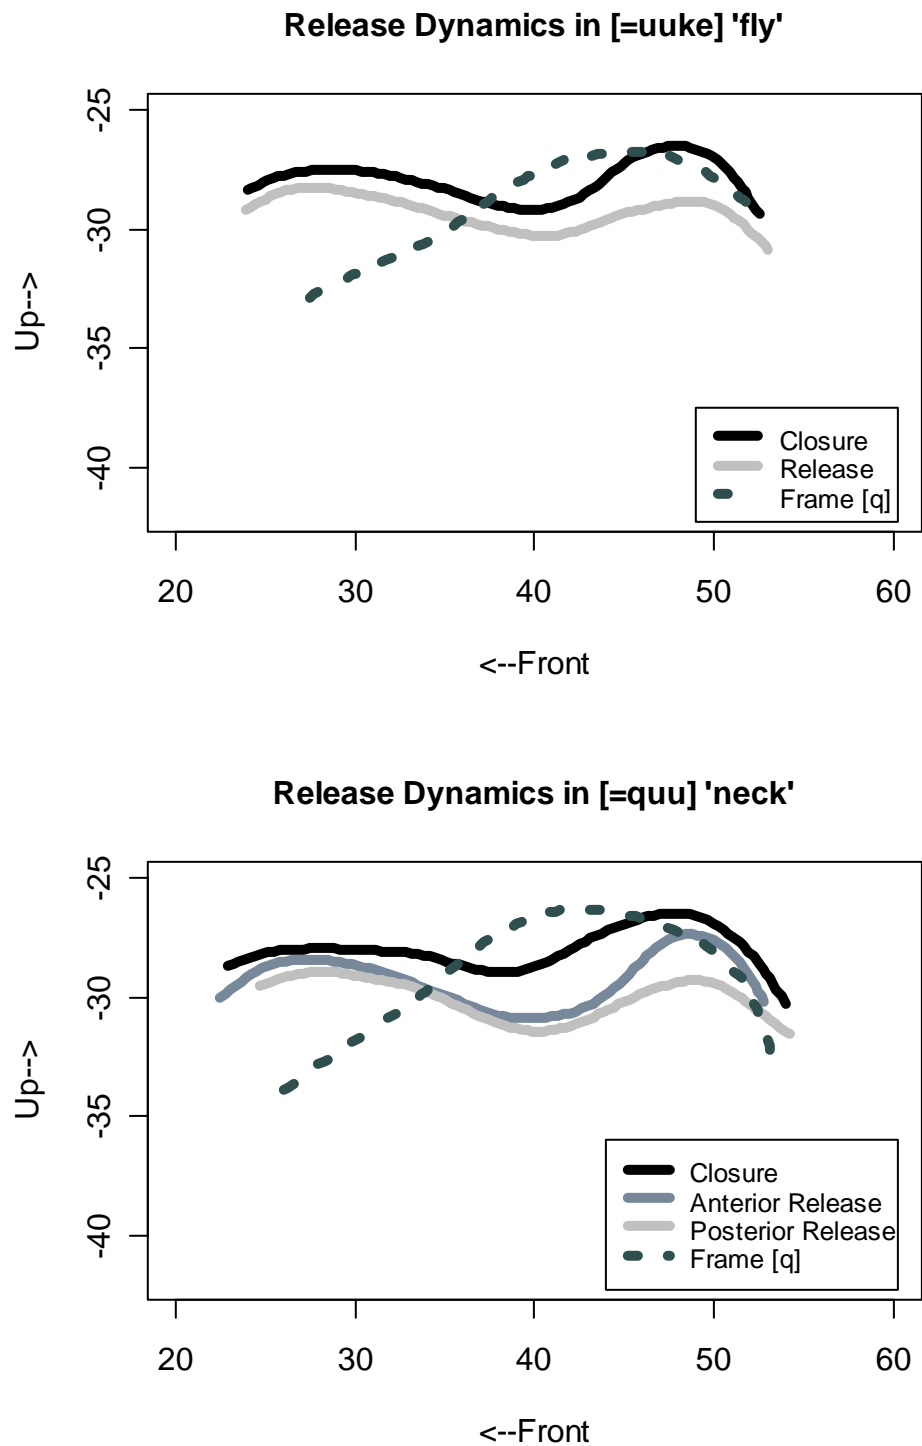 Release Dynamics in [=uuke] 'fly'
Up-->
-25
-30
-35
-40
Closure
Release
Frame [q]
20 30 40 50 60
<--Front
Release Dynamics in [=quu] 'neck'
Up-->
-25
-30
-35
-40
Closure
Anterior Release
Posterior Release
Frame [q]
20 30 40 50 60
<--Front